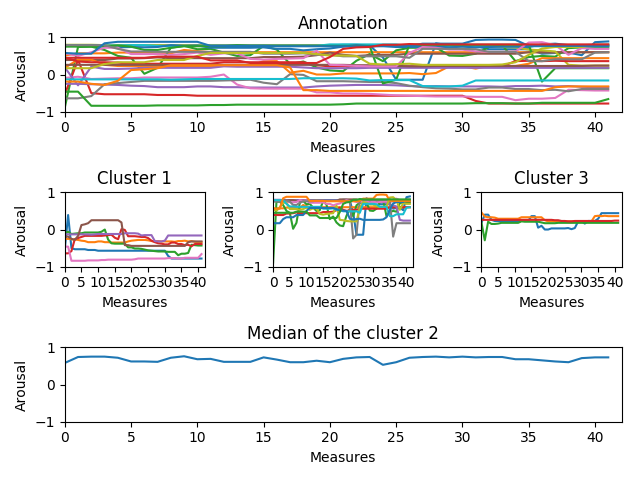 Annotation
1
0
-1
Arousal
0 5 10 15 20 25 30 35 40
Measures
Cluster 1 Cluster 2 Cluster 3
1 1 1
0 0 0
-1 -1 -1
Arousal Arousal Arousal
0 5 10 15 20 25 30 35 40 0 5 10 15 20 25 30 35 40 0 5 10 15 20 25 30 35 40
Measures Measures Measures
Median of the cluster 2
1
0
-1
Arousal
0 5 10 15 20 25 30 35 40
Measures